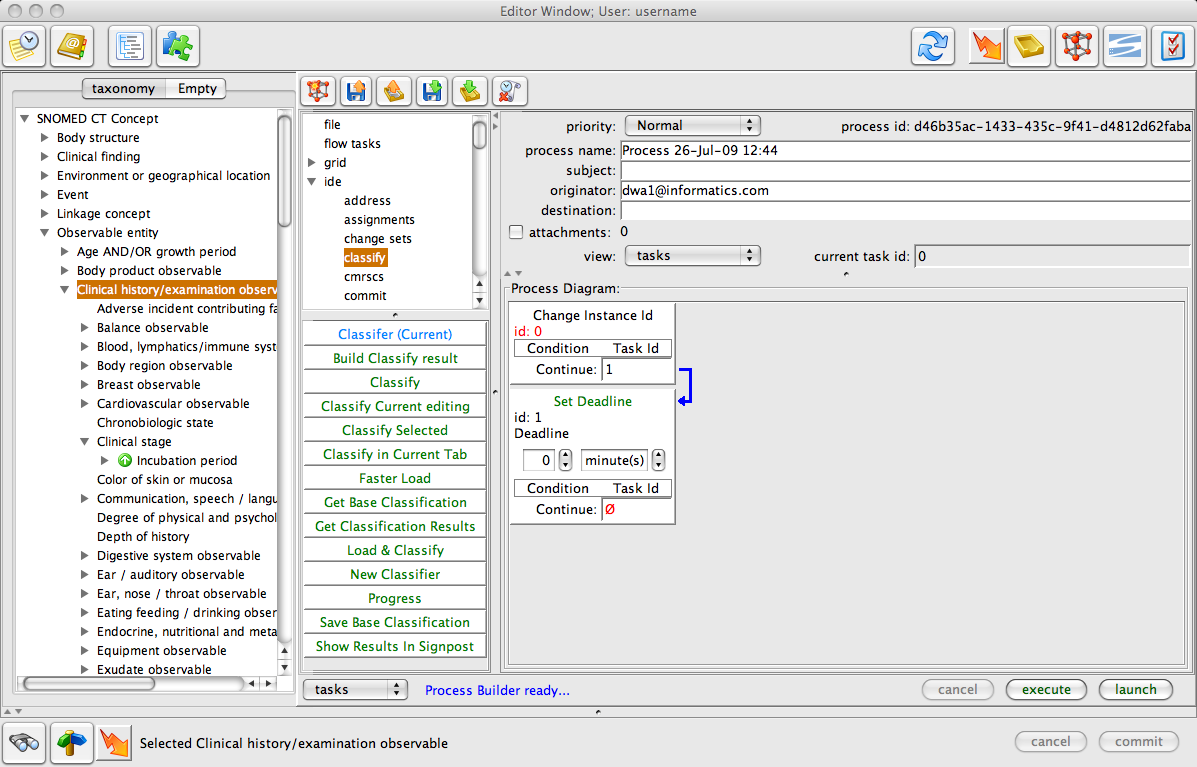 Editor Window; User: username
taxonomy Empty
SNOMED CT Concept
Body structure
Clinical finding
Environment or geographical location
Event
Linkage concept
Observable entity
Age AND/OR growth period
Body product observable
Clinical history/examination observ
Adverse incident contributing fa
Balance observable
Blood, lymphatics/immune syst
Body region observable
Breast observable
Cardiovascular observable
Chronobiologic state
Clinical stage
Incubation period
Color of skin or mucosa
Communication, speech / langu
Degree of physical and psychol
Depth of history
Digestive system observable
Ear / auditory observable
Ear, nose / throat observable
Eating feeding / drinking obser
Endocrine, nutritional and meta
Equipment observable
Exudate observable
file
flow tasks
grid
ide
address
assignments
change sets
classify
cmrscs
commit
Classifer (Current)
Build Classify result
Classify
Classify Current editing
Classify Selected
Classify in Current Tab
Faster Load
Get Base Classification
Get Classification Results
Load & Classify
New Classifier
Progress
Save Base Classification
Show Results In Signpost
priority: Normal process id: d46b35ac-1433-435c-9f41-d4812d62faba
process name: Process 26-Jul-09 12:44
subject:
originator: dwa1@informatics.com
destination:
attachments: 0
view: tasks current task id: 0
Process Diagram:
Change Instance Id
id: 0
Condition Task Id
Continue: 1
Set Deadline
id: 1
Deadline
0 minute(s)
Condition Task Id
Continue: Ø
tasks Process Builder ready... cancel execute launch
Selected Clinical history/examination observable cancel commit